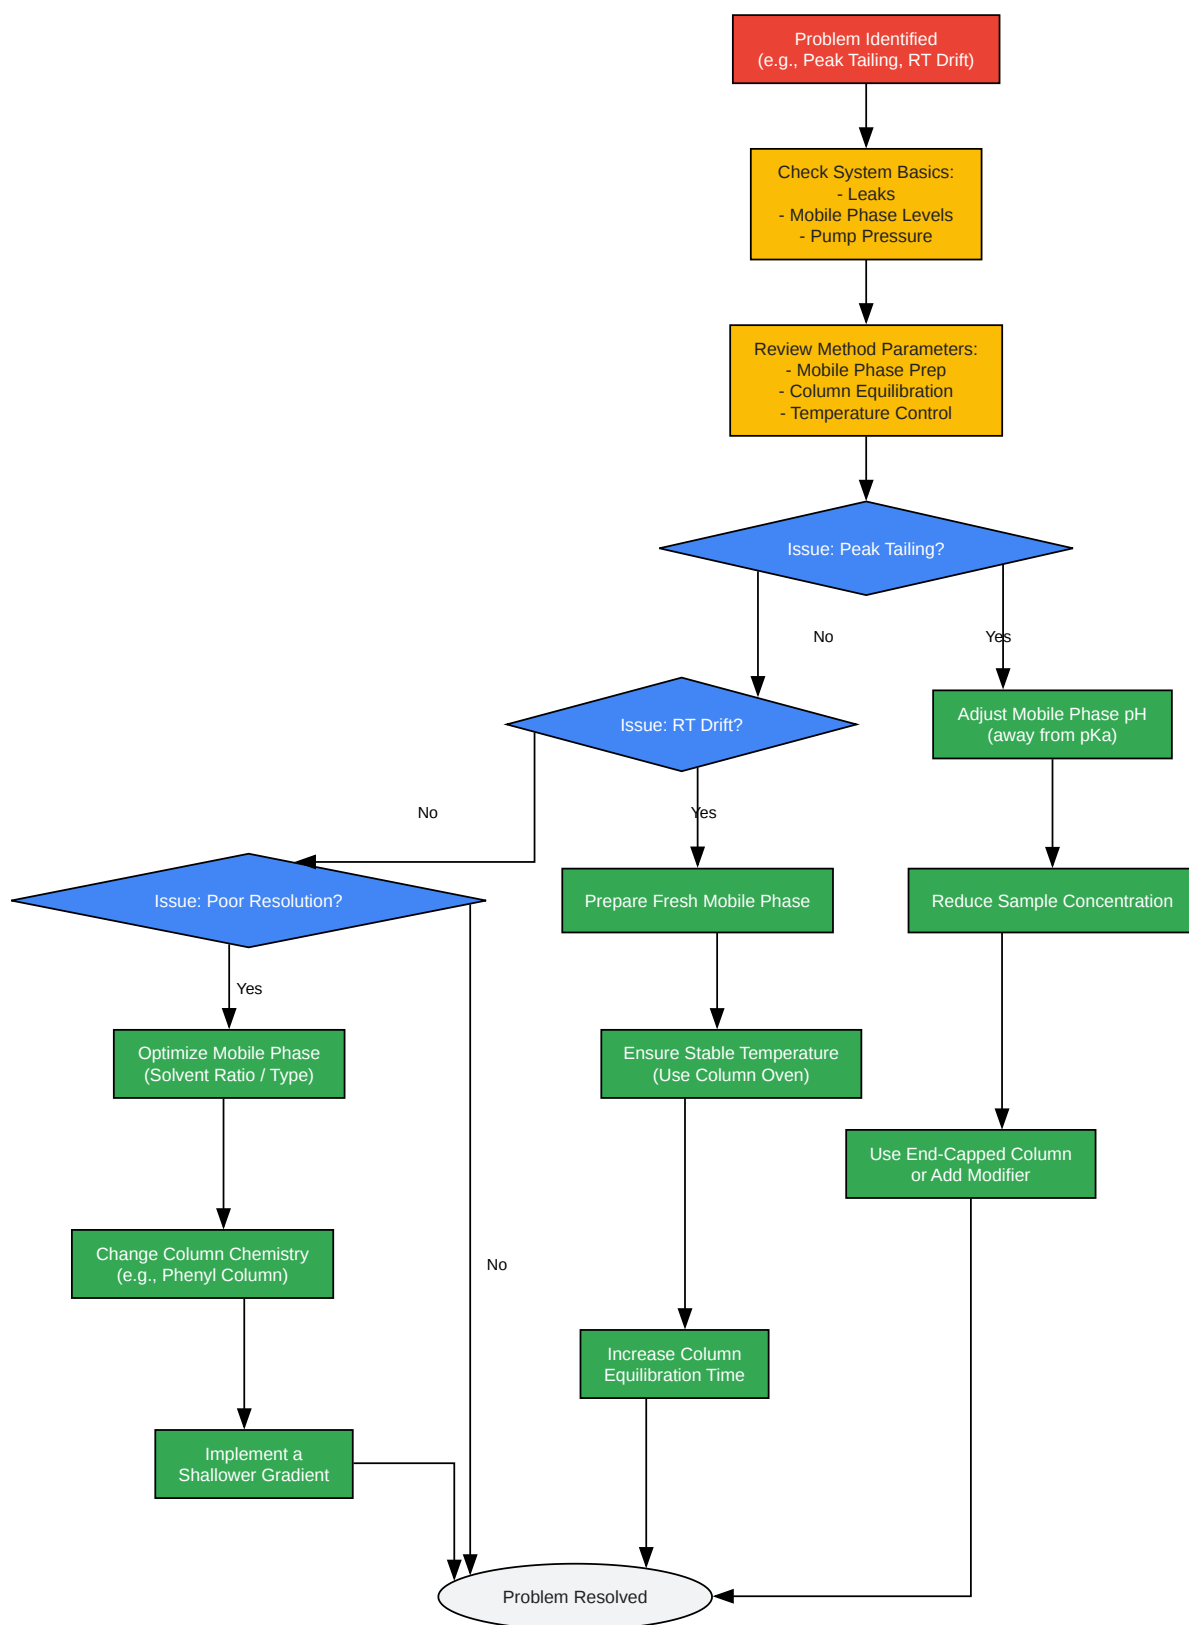 Problem Identified
(e.g., Peak Tailing, RT Drift)
Check System Basics:
- Leaks
- Mobile Phase Levels
- Pump Pressure
Review Method Parameters:
- Mobile Phase Prep
- Column Equilibration
- Temperature Control
Issue: Peak Tailing?
No
Yes
Issue: RT Drift?
Adjust Mobile Phase pH
(away from pKa)
No
Yes
Issue: Poor Resolution?
Prepare Fresh Mobile Phase
Reduce Sample Concentration
Yes
Optimize Mobile Phase
(Solvent Ratio / Type)
Ensure Stable Temperature
(Use Column Oven)
Use End-Capped Column
or Add Modifier
Change Column Chemistry
(e.g., Phenyl Column)
No
Increase Column
Equilibration Time
Implement a
Shallower Gradient
Problem Resolved